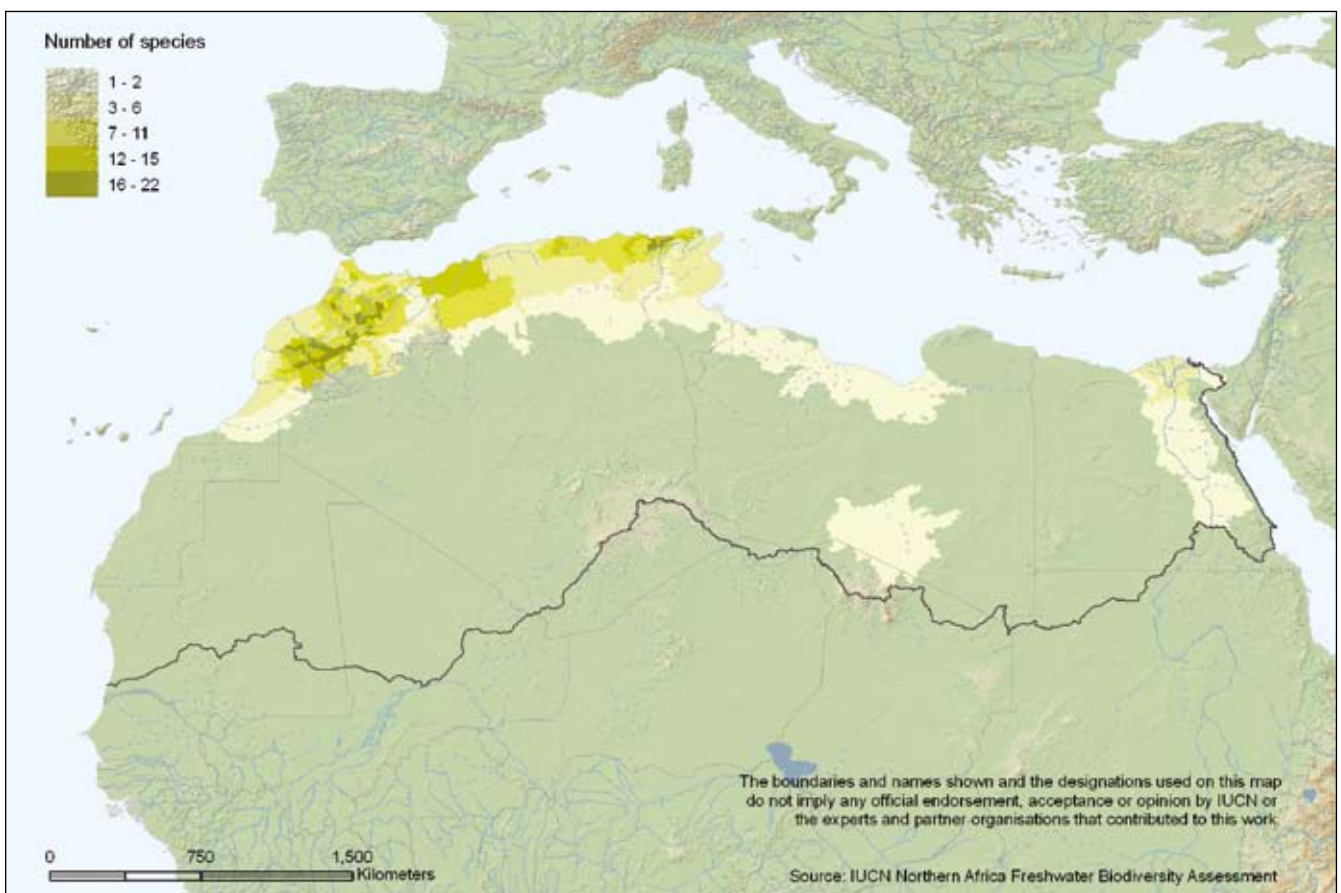 Number of species
1 - 2
3 - 6
7 - 11
12 - 15
16 - 22
The boundaries and names shown and the designations used on this map
do not imply any official endorsement, acceptance or opinion by IUCN or
the experts and partner organisations that contributed to this work
0 750 1,500
Kilometers
Source: IUCN Northern Africa Freshwater Biodiversity Assessment